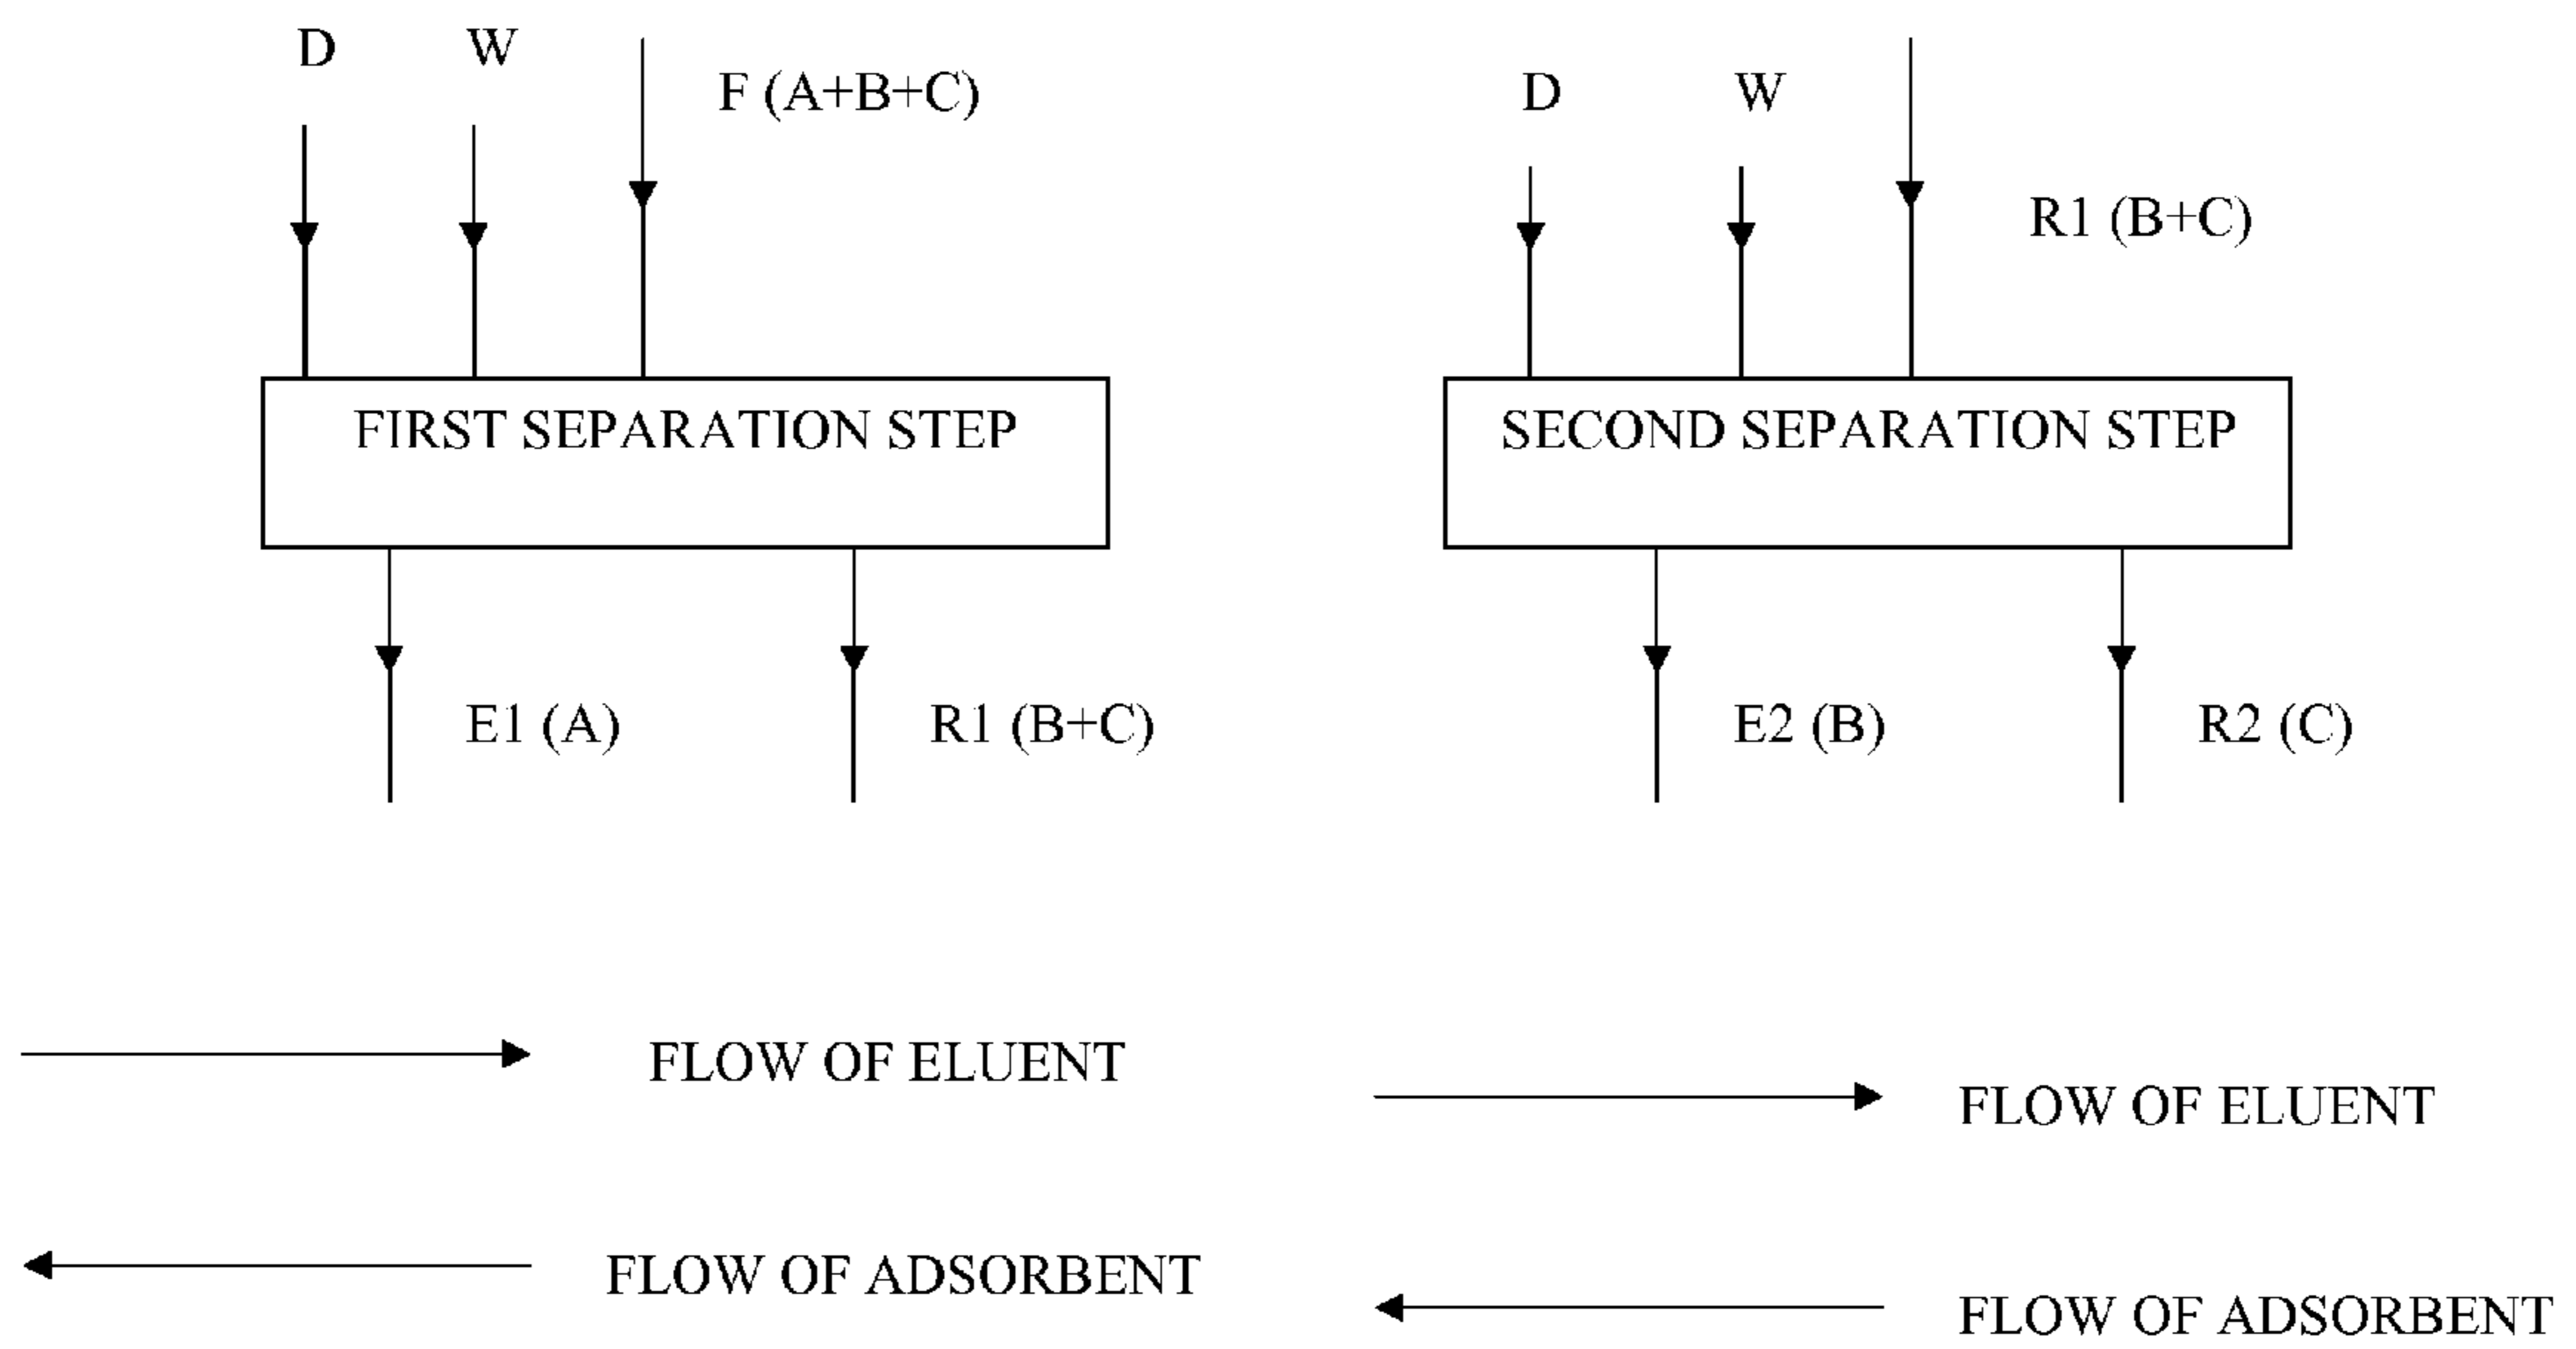 D
W
F (A+B+C)
FIRST SEPARATION STEP
E1 (A)
R1 (B+C)
FLOW OF ELUENT
FLOW OF ADSORBENT
D
W
R1 (B+C)
SECOND SEPARATION STEP
E2 (B)
R2 (C)
FLOW OF ELUENT
FLOW OF ADSORBENT